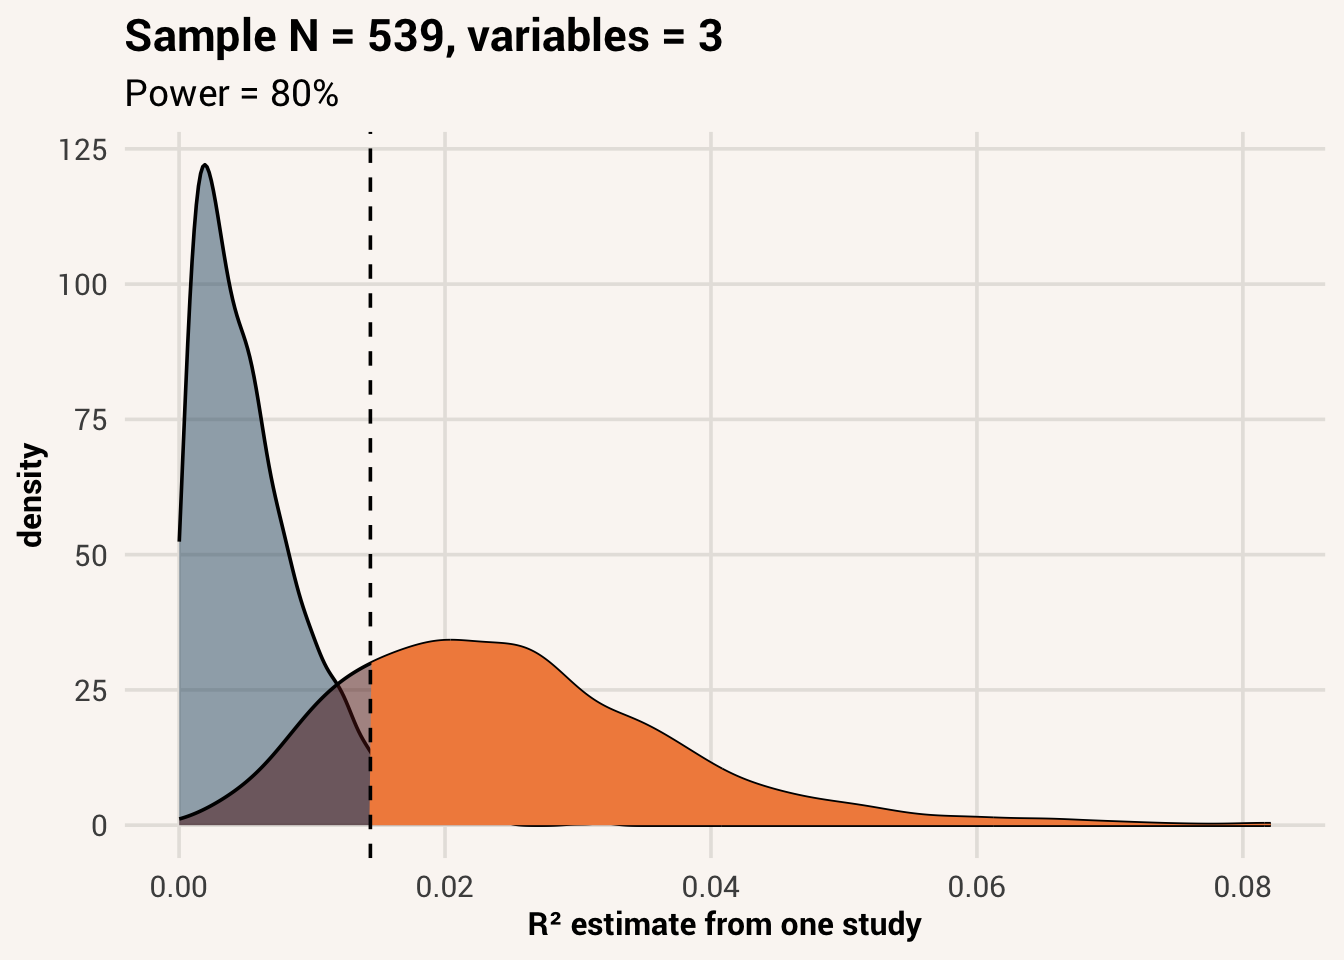 Sample N = 539, variables = 3
Power = 80%
125
100
75
50
25
0
density
0.00 0.02 0.04 0.06 0.08
R² estimate from one study